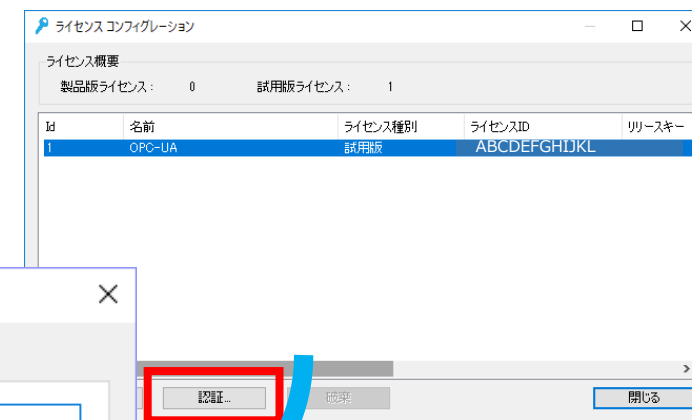 ライセンス コンフィグレーション
ライセンス概要
製品版ライセンス： 0 試用版ライセンス： 1
Id 名前 ライセンス種別 ライセンスID リリースキー
1 OPC-UA 試用版 ABCDEFGHIJKL
認証... 破棄 閉じる